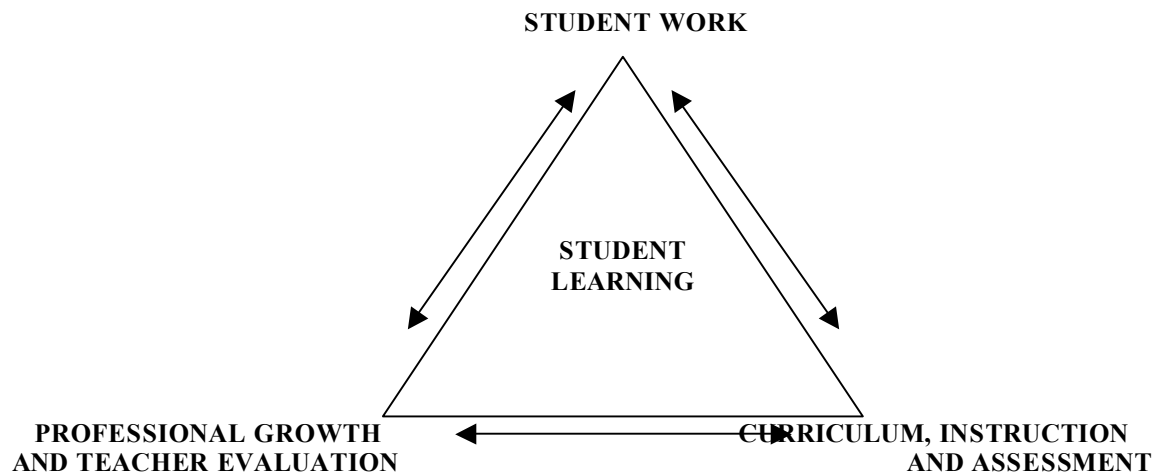 STUDENT WORK
STUDENT
LEARNING
PROFESSIONAL GROWTH
AND TEACHER EVALUATION
CURRICULUM, INSTRUCTION
AND ASSESSMENT